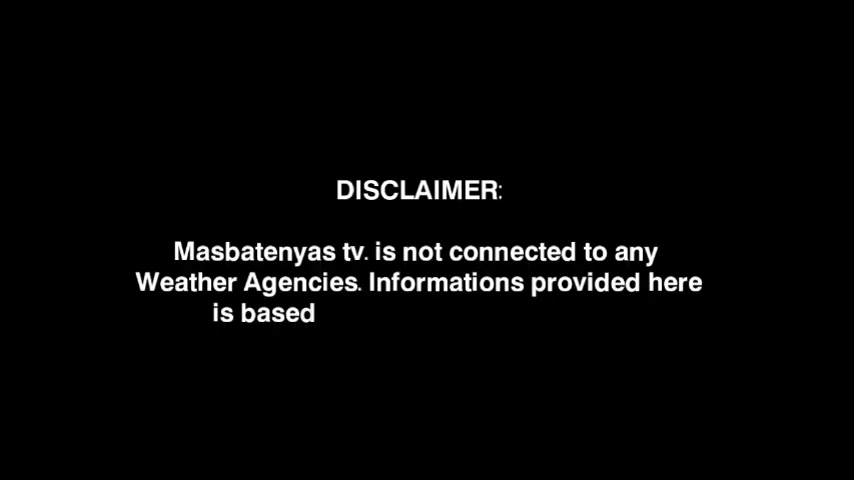 DISCLAIMER:
Masbatenyas tv. is not connected to any
Weather Agencies. Informations provided here
is based